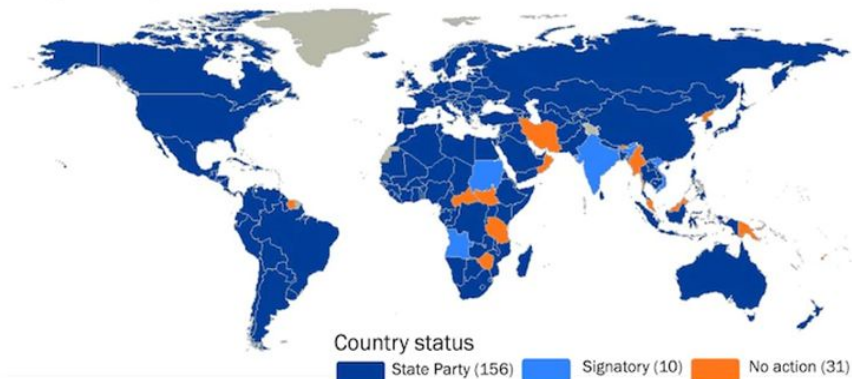 Country status
State Party (156) Signatory (10) No action (31)